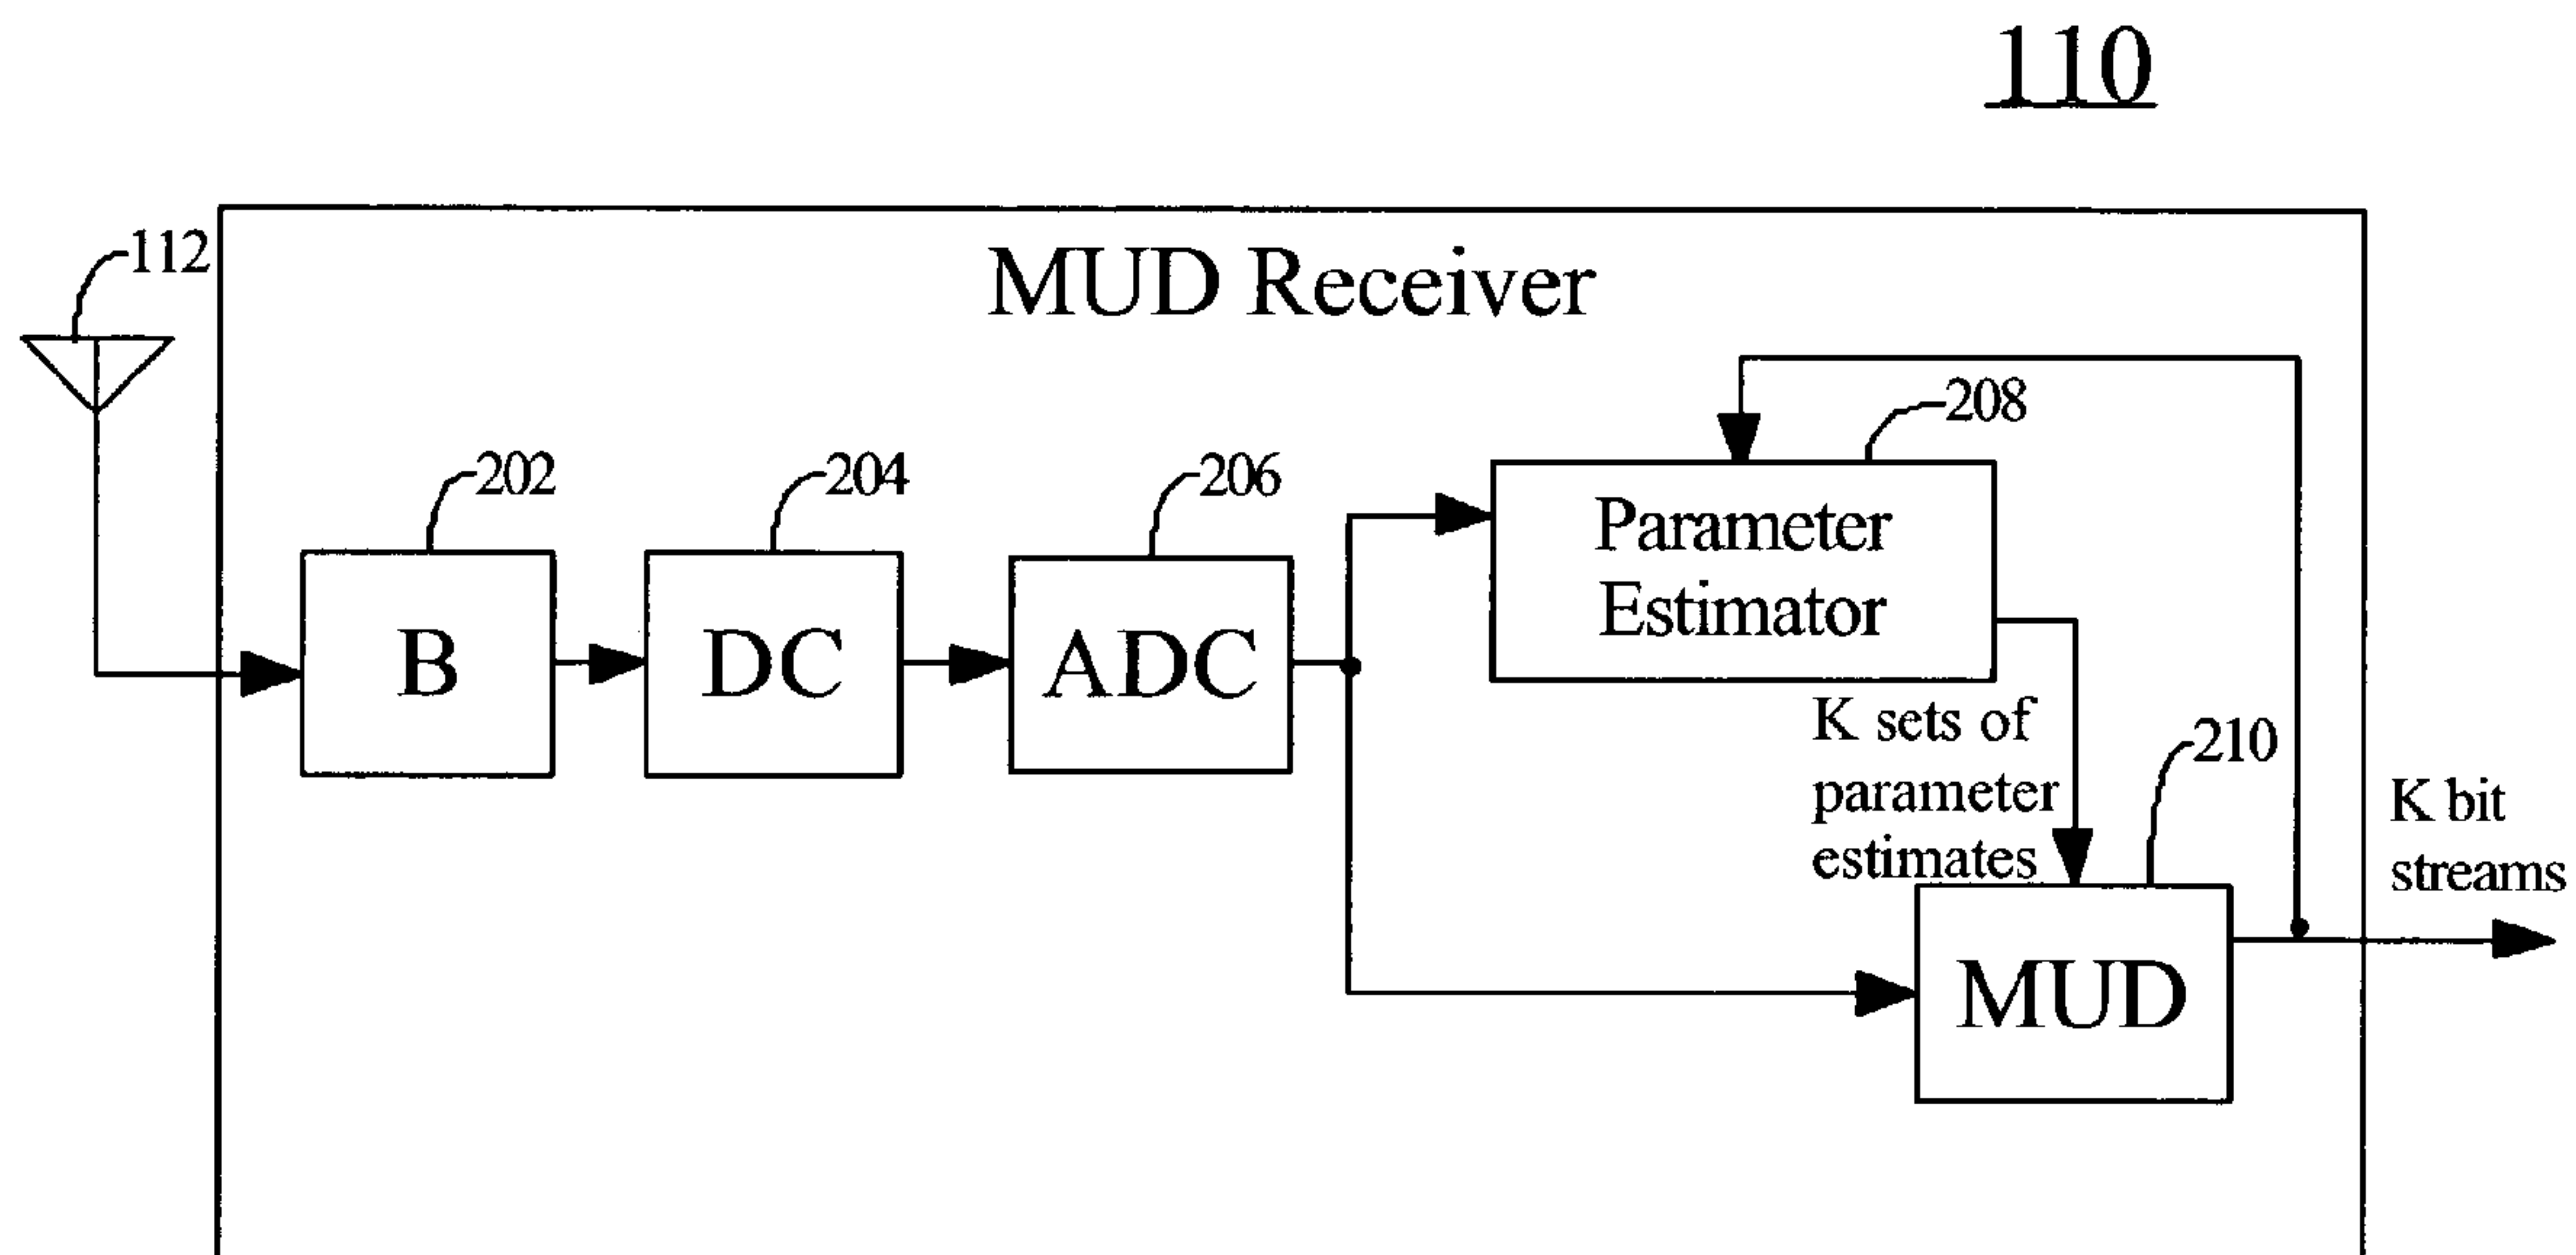 110
112
MUD Receiver
208
202
204
206
Parameter
Estimator
B
DC
ADC
K sets of
parameter
estimates
210
K bit
streams
MUD